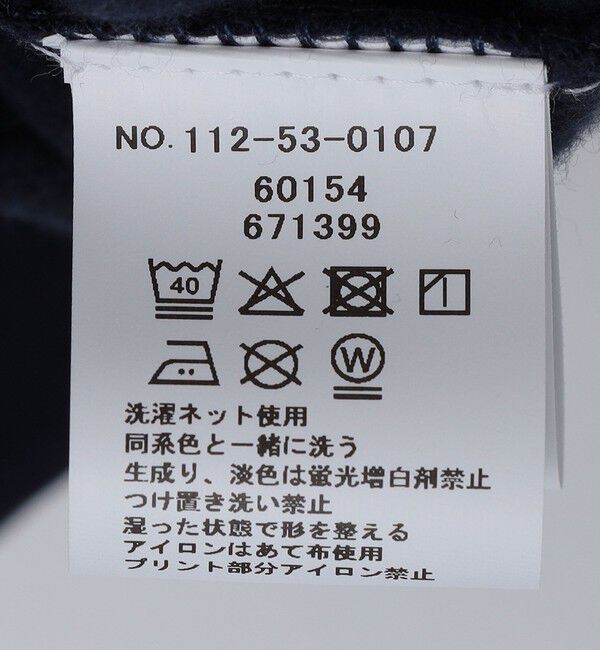 NO. 112-53-0107
60154
671399
40
W
洗濯ネット使用
同系色と一緒に洗う
生成り、淡色は蛍光増白剤禁止
つけ置き洗い禁止
湿った状態で形を整える
アイロンはあて布使用
プリント部分アイロン禁止